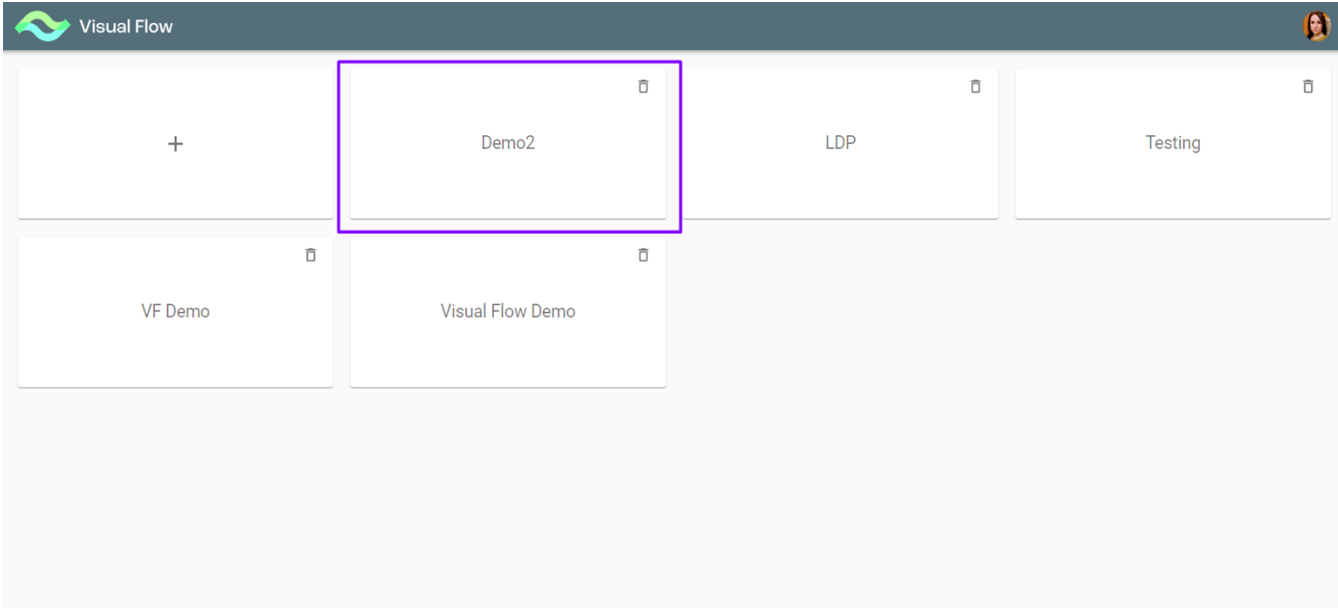 Visual Flow
+
Demo2
LDP
Testing
VF Demo
Visual Flow Demo